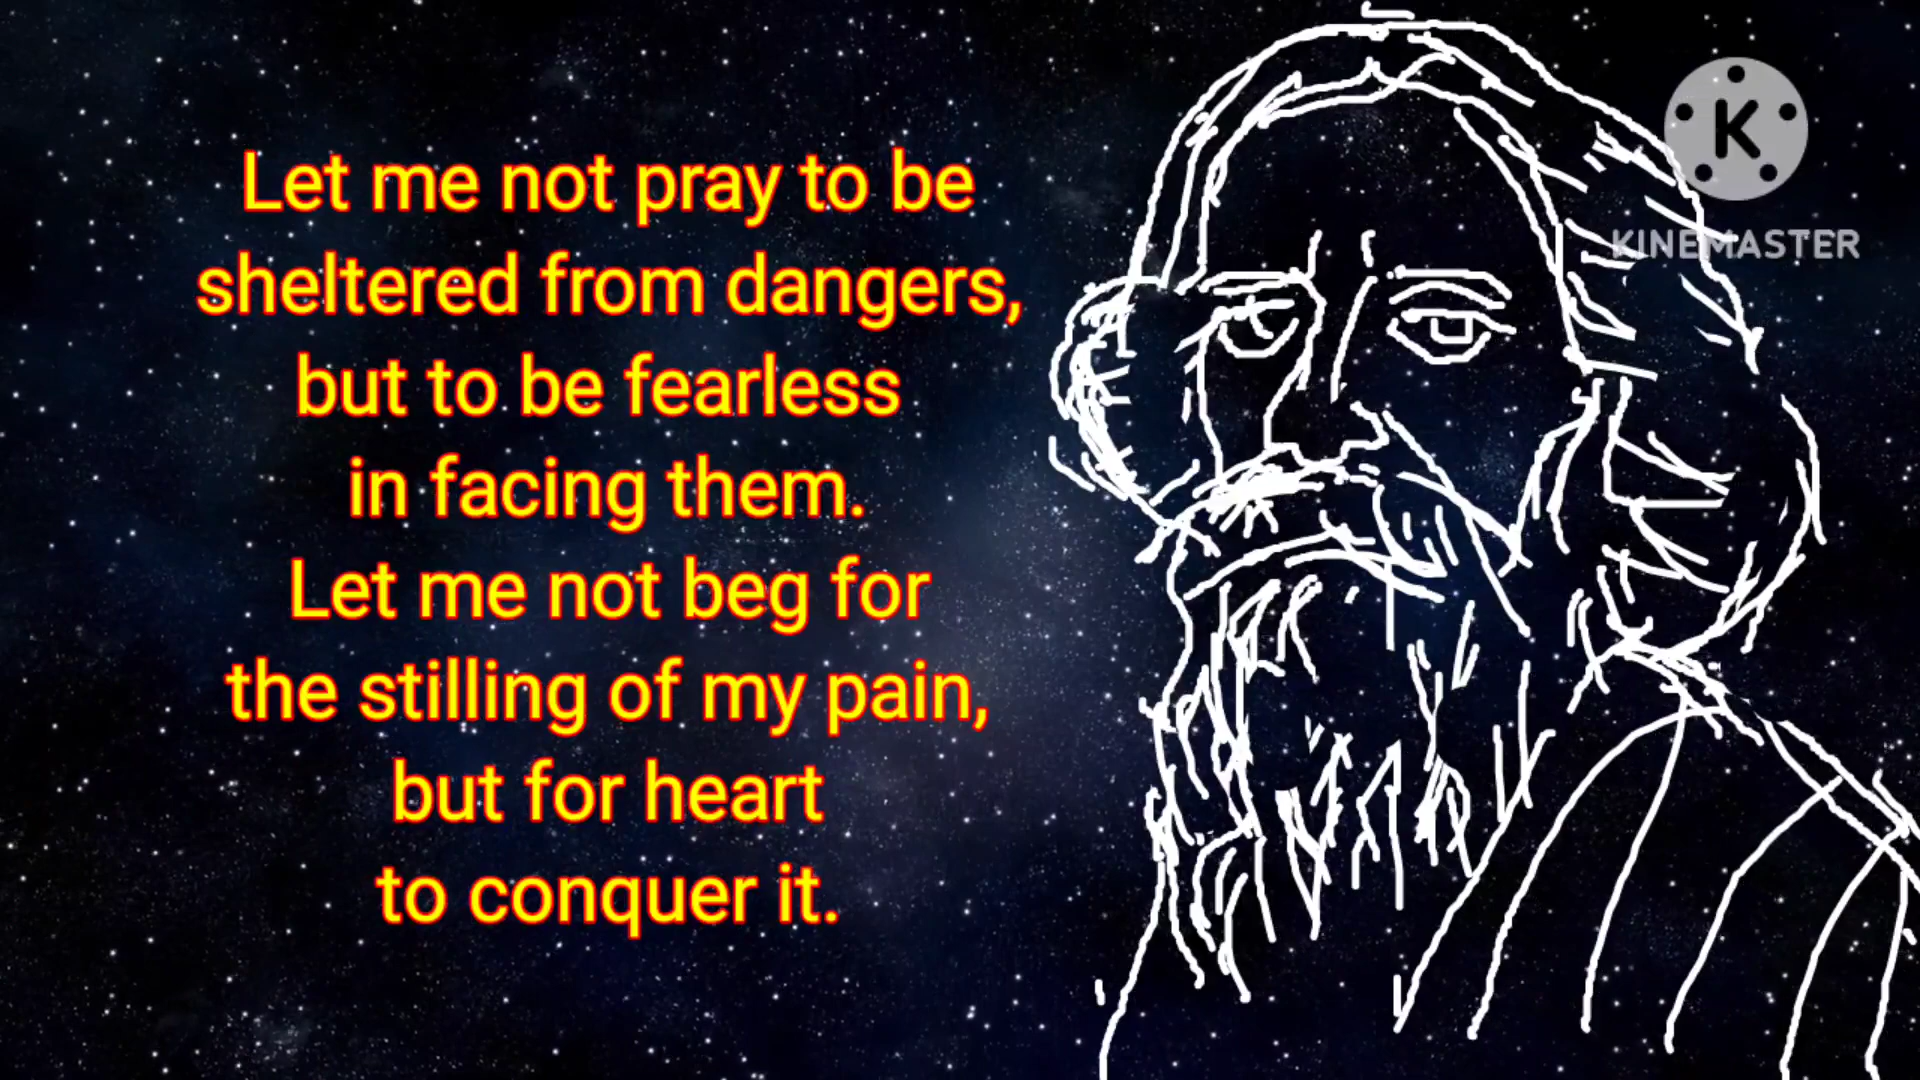 Let me not pray to be
sheltered from dangers,
but to be fearless
in facing them.
Let me not beg for
the stilling of my pain,
but for heart
to conquer it.
K
KINEMASTER